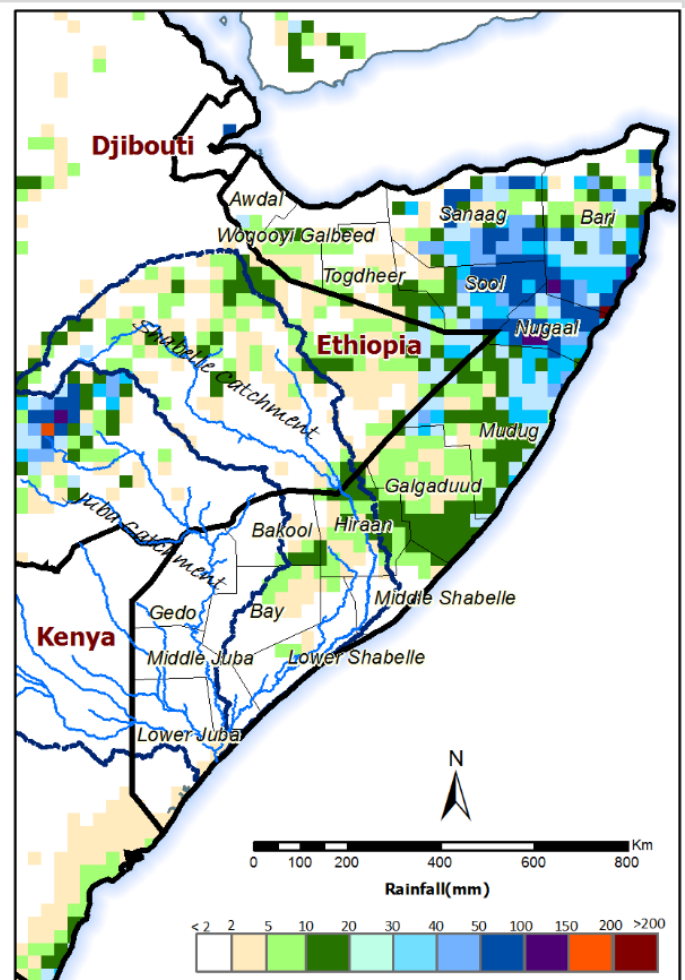 Djibouti
Awdal
Sanaag
Bari
Woqooyi Galbeed
Togdheer
Sool
Nugaal
Ethiopia
Shabelle Catchment
Mudug
Galgaduud
Juba Catchment
Bakool
Hiraan
Gedo
Bay
Middle Shabelle
Kenya
Middle Juba
Lower Shabelle
Lower Juba
N
Km
0 100 200 400 600 800
Rainfall(mm)
< 2 2 5 10 20 30 40 50 100 150 200 >200